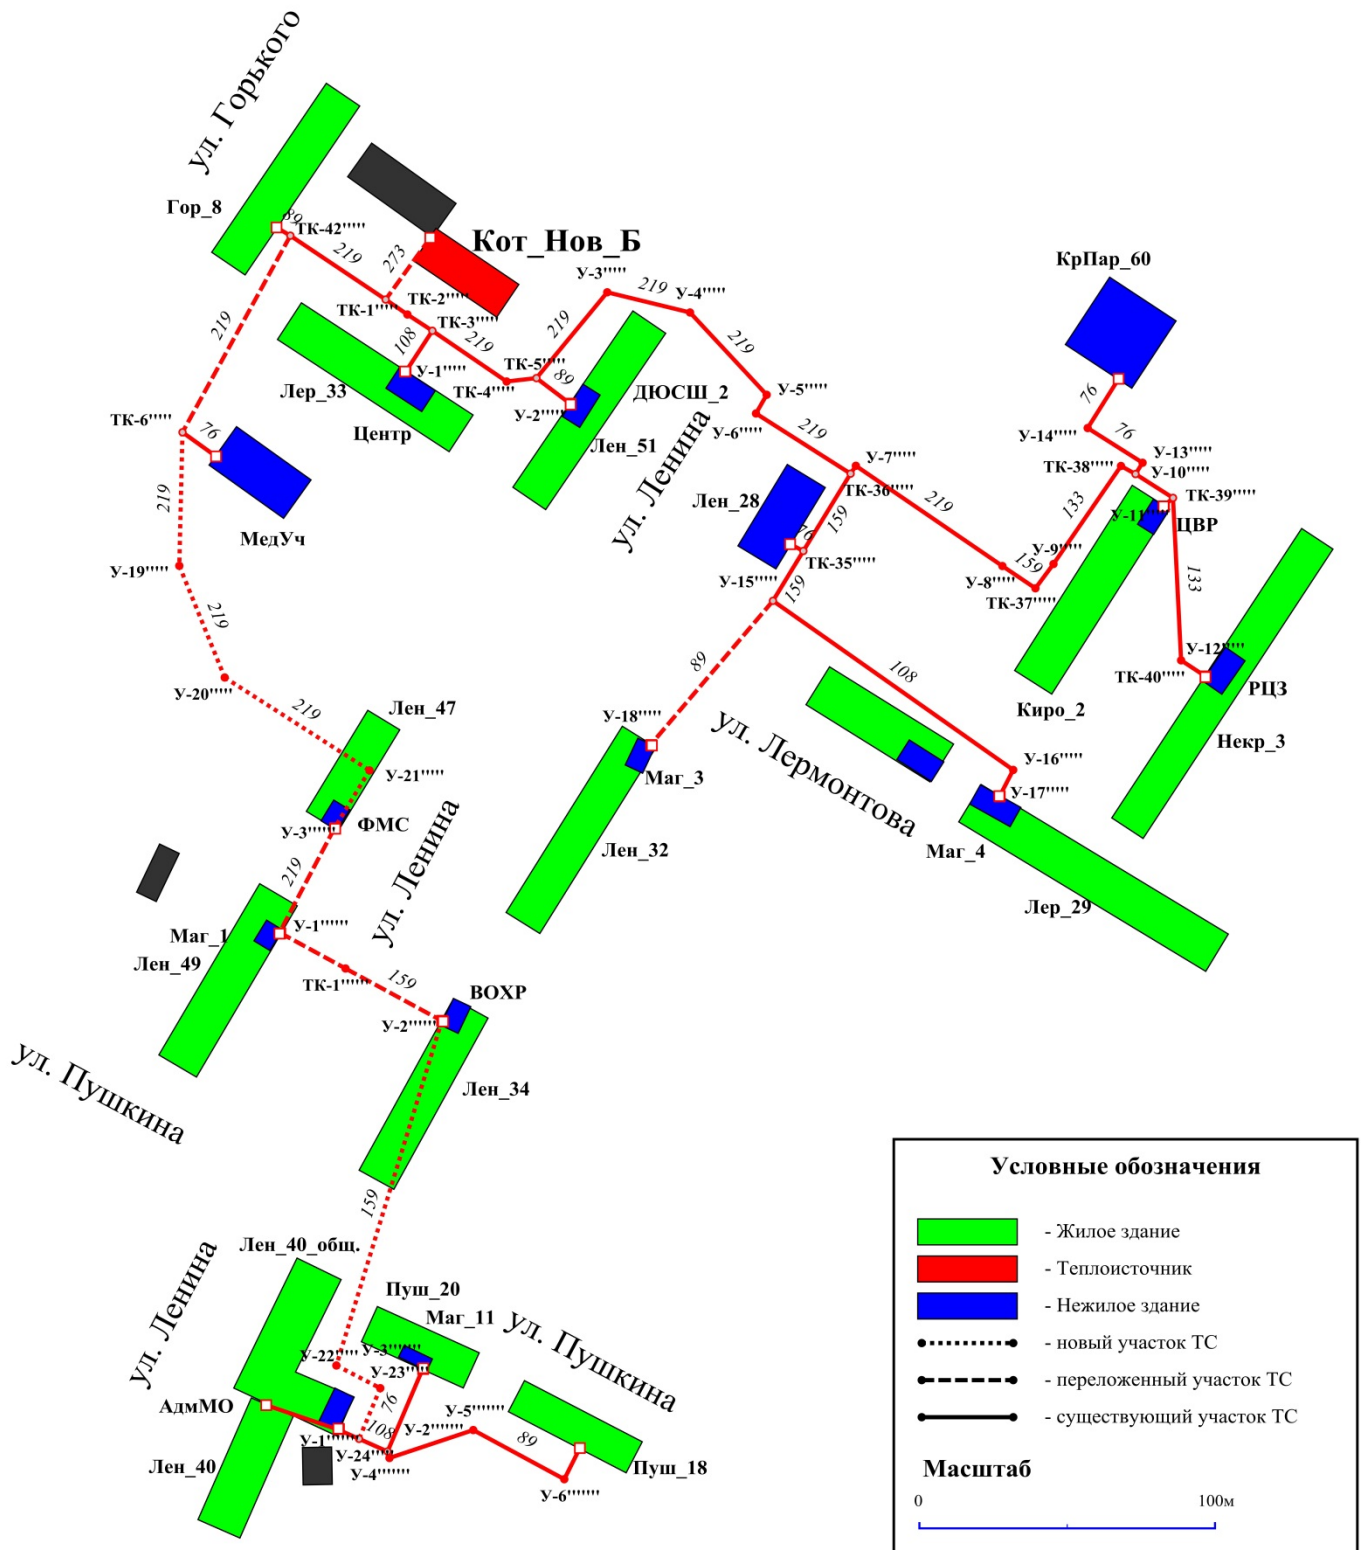 ул. Горького
Гор_8
89
ТК-42'''''
219
273
Кот_Нов_Б
КрПар_60
У-3'''''
219
У-4'''''
ТК-1'''''
ТК-2'''''
ТК-3'''''
108
219
219
219
219
ТК-5'''''
У-1'''''
ТК-4'''''
89
У-2'''''
ДЮСШ_2
Лер_33
Центр
Лен_51
ул. Ленина
У-5'''''
У-6'''''
219
76
У-14'''''
76
У-13'''''
ТК-38'''''
У-10'''''
ТК-6'''''
76
МедУч
219
У-7'''''
ТК-36'''''
Лен_28
159
76
ТК-35'''''
219
133
ТК-39'''''
У-11'''''
ЦВР
У-19'''''
У-15'''''
159
У-9'''''
У-8'''''
159
ТК-37'''''
133
219
У-20'''''
89
108
У-12'''''
ТК-40'''''
РЦЗ
Киро_2
Некр_3
219
Лен_47
У-18'''''
Маг_3
ул. Лермонтова
У-16'''''
У-17'''''
У-21'''''
У-3''''''
ФМС
ул. Ленина
Лен_32
Маг_4
Лер_29
219
Маг_1
У-1''''''
Лен_49
ТК-1''''''
159
ВОХР
У-2''''''
ул. Пушкина
Лен_34
159
Лен_40_общ.
ул. Ленина
Пуш_20
Маг_11
ул. Пушкина
У-22'''''
У-3'''''''
У-23'''''
76
АдмМО
У-1'''''''
108
У-2'''''''
У-5'''''''
У-24'''''
У-4'''''''
89
Лен_40
Пуш_18
У-6'''''''
Условные обозначения
- Жилое здание
- Теплоисточник
- Нежилое здание
- новый участок ТС
- переложенный участок ТС
- существующий участок ТС
Масштаб
0
100м